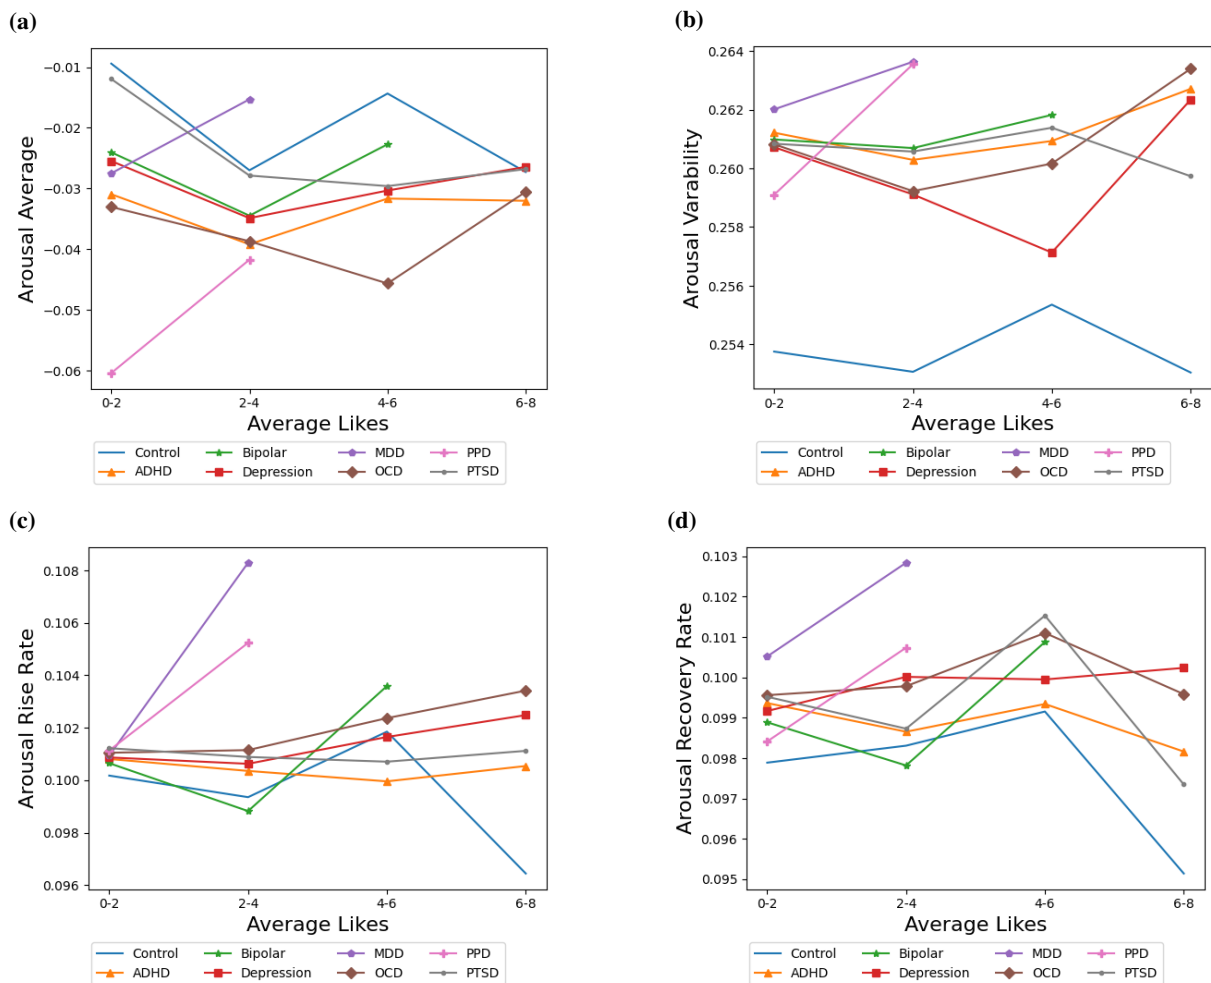 (a)
−0.01
−0.02
−0.03
−0.04
−0.05
−0.06
Arousal Average
0-2 2-4 4-6 6-8
Average Likes
Control Bipolar MDD PPD
ADHD Depression OCD PTSD
(b)
0.264
0.262
0.260
0.258
0.256
0.254
Arousal Varability
0-2 2-4 4-6 6-8
Average Likes
Control Bipolar MDD PPD
ADHD Depression OCD PTSD
(c)
0.108
0.106
0.104
0.102
0.100
0.098
0.096
Arousal Rise Rate
0-2 2-4 4-6 6-8
Average Likes
Control Bipolar MDD PPD
ADHD Depression OCD PTSD
(d)
0.103
0.102
0.101
0.100
0.099
0.098
0.097
0.096
0.095
Arousal Recovery Rate
0-2 2-4 4-6 6-8
Average Likes
Control Bipolar MDD PPD
ADHD Depression OCD PTSD